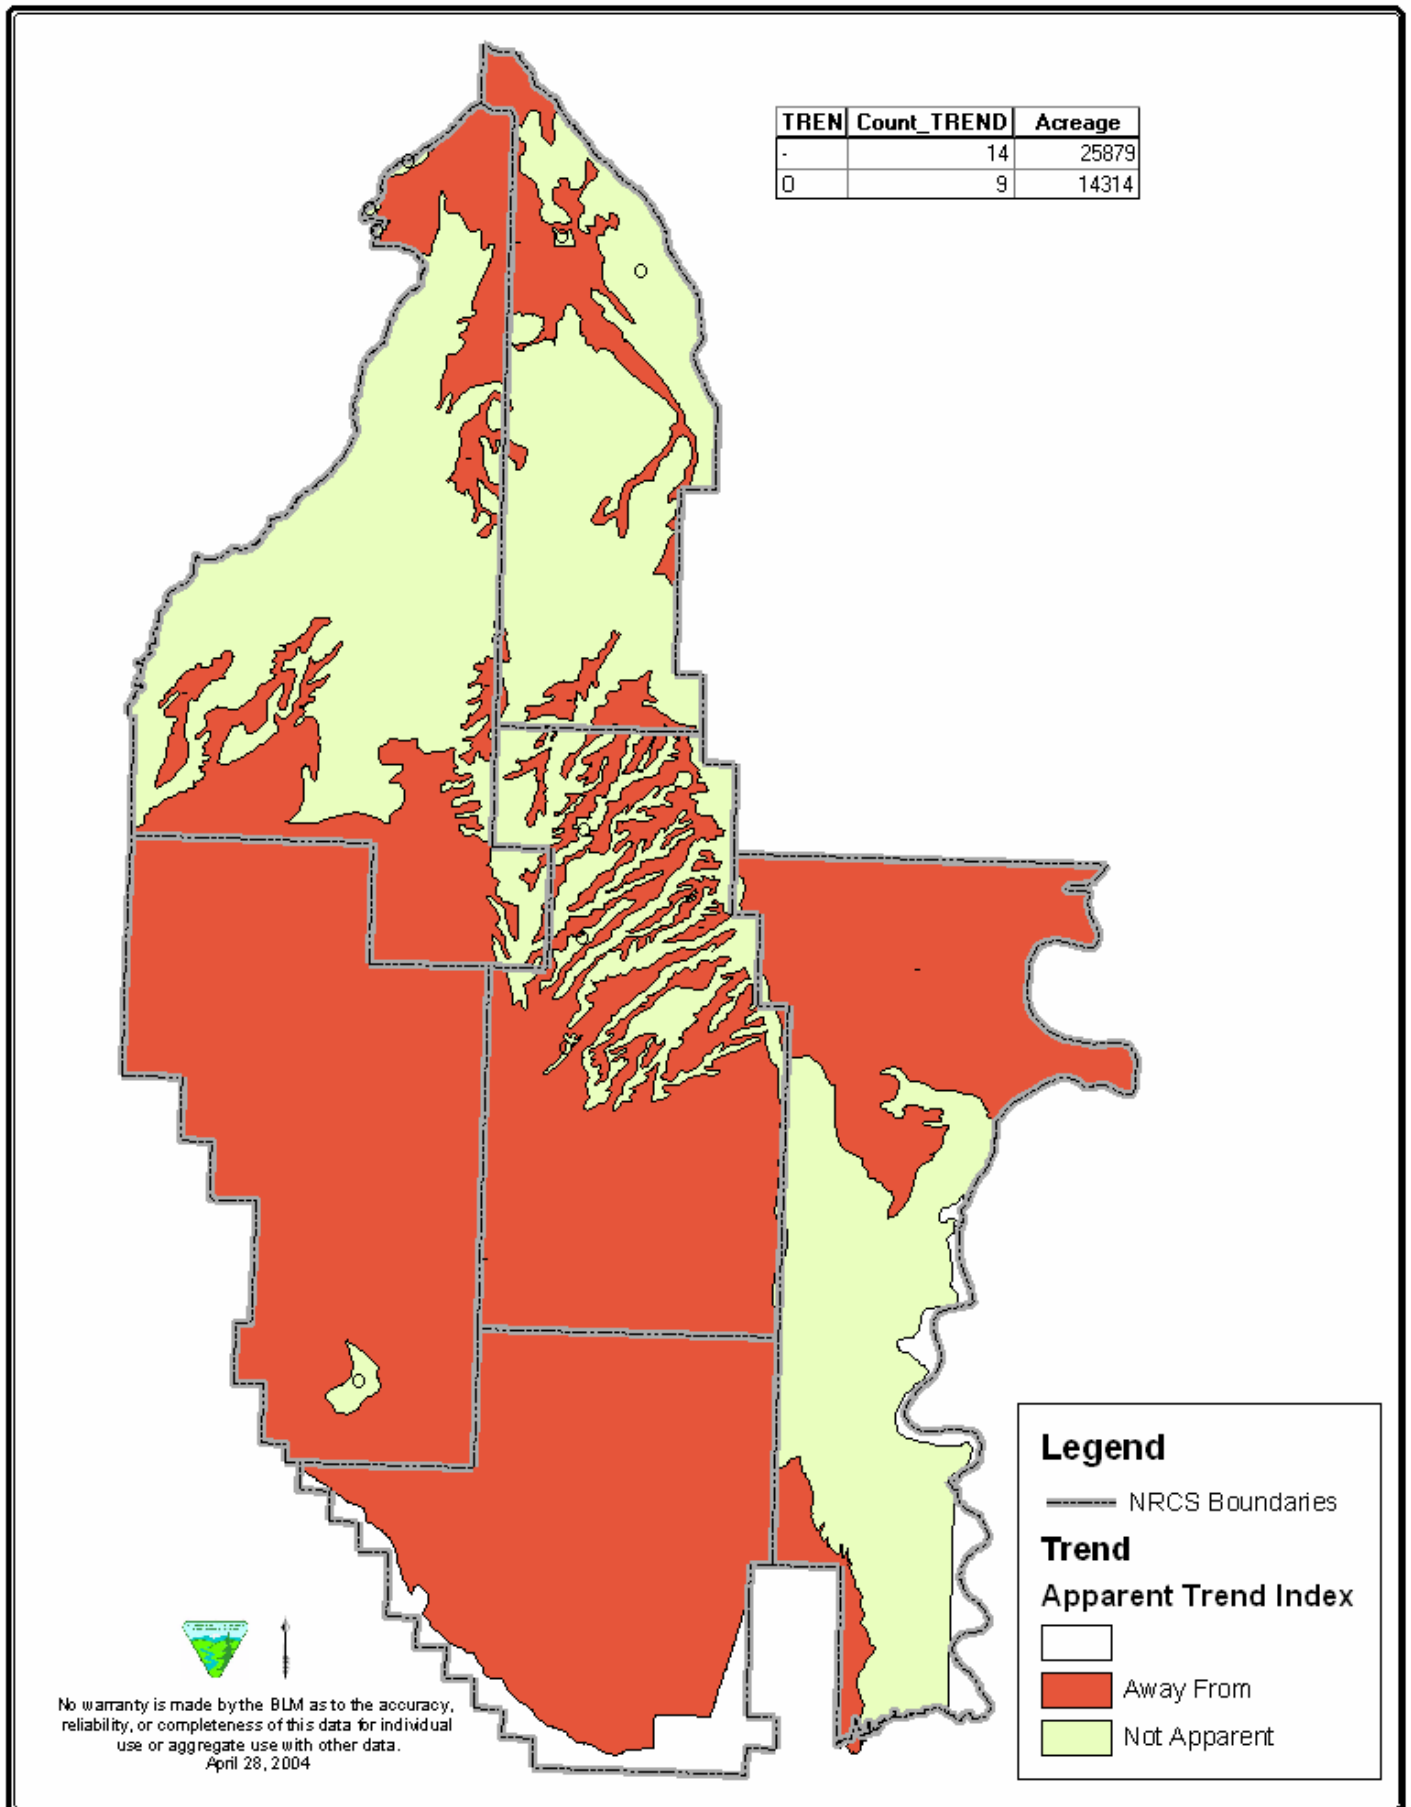 TREN Count_TREND Acreage
- 14 25879
O 9 14314
Legend
NRCS Boundaries
Trend
Apparent Trend Index
Away From
Not Apparent
No warranty is made by the BLM as to the accuracy,
reliability, or completeness of this data for individual
use or aggregate use with other data.
April 28, 2004